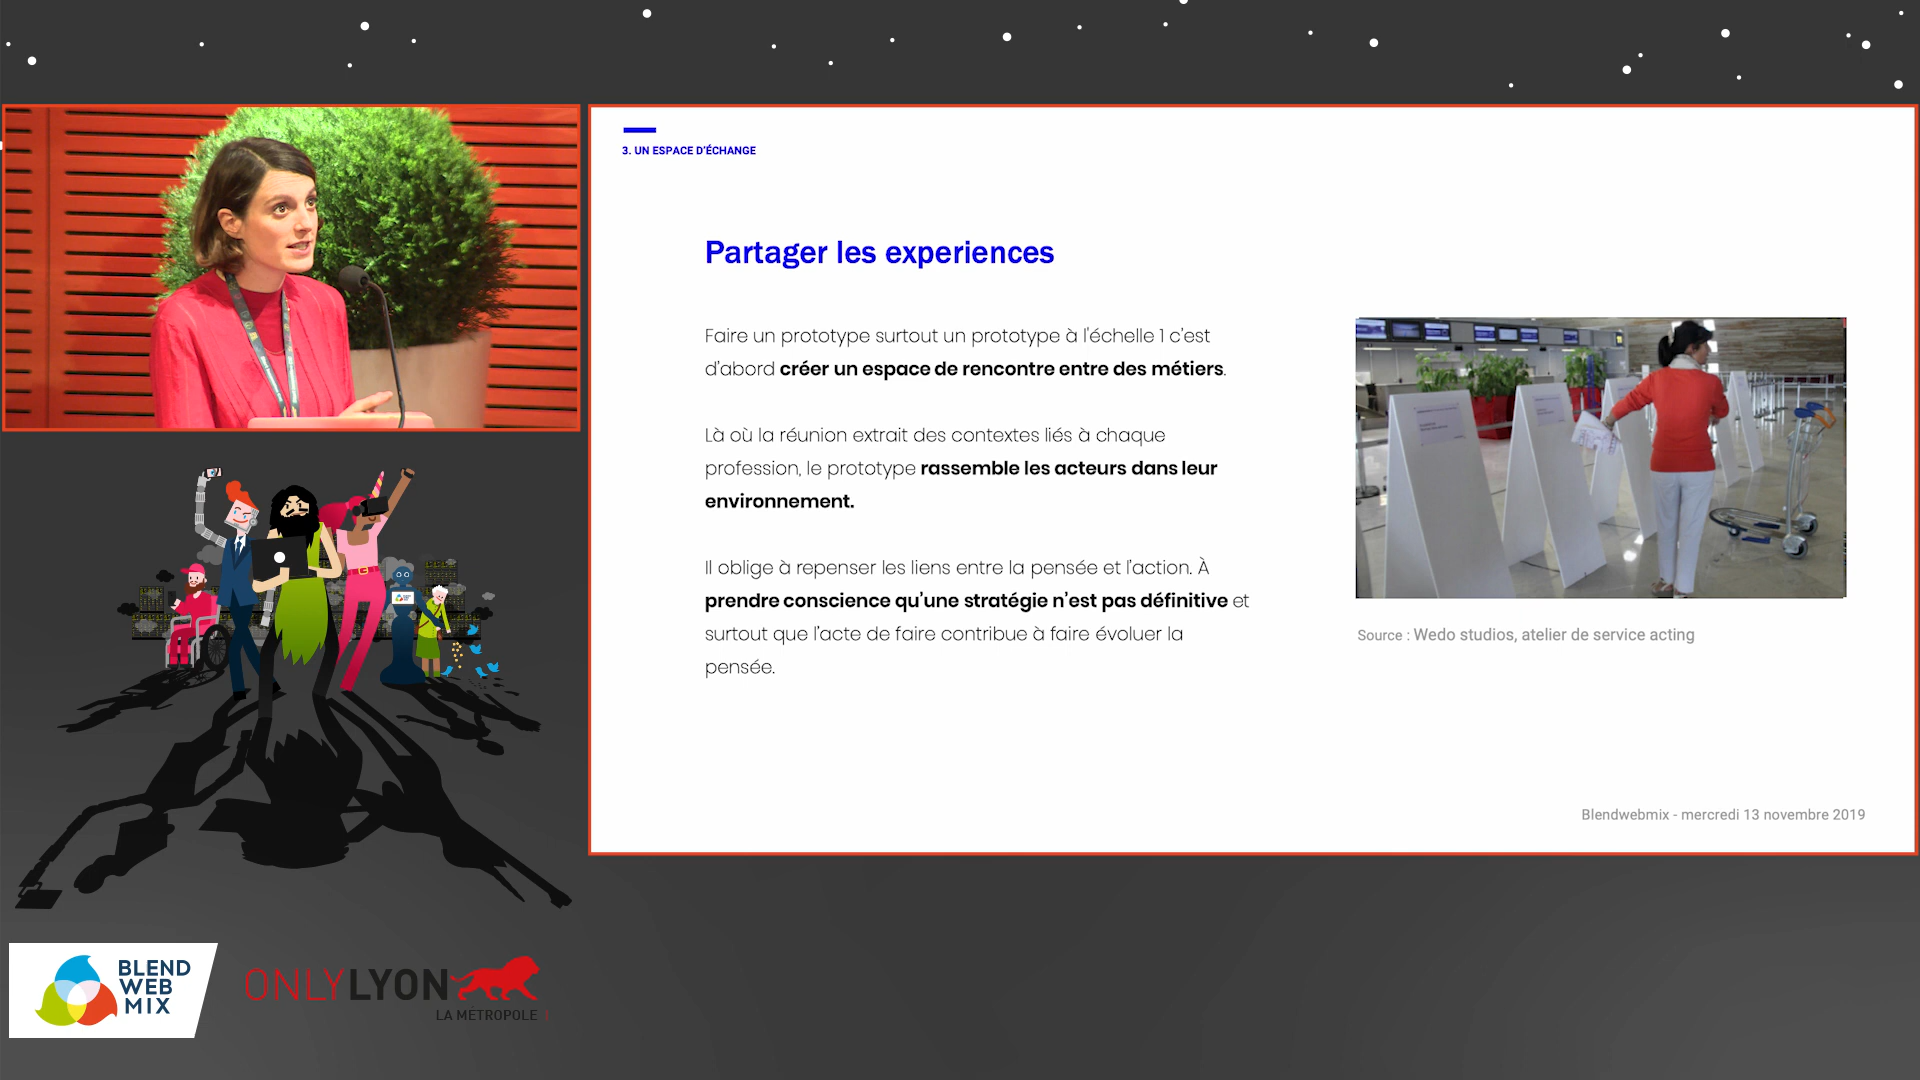 3. UN ESPACE D'ÉCHANGE
Partager les experiences
Faire un prototype surtout un prototype à l'échelle 1 c'est
d'abord créer un espace de rencontre entre des métiers.
Là où la réunion extrait des contextes liés à chaque
profession, le prototype rassemble les acteurs dans leur
environnement.
Il oblige à repenser les liens entre la pensée et l'action. À
prendre conscience qu'une stratégie n'est pas définitive et
surtout que l'acte de faire contribue à faire évoluer la
pensée.
Source : Wedo studios, atelier de service acting
Blendwebmix - mercredi 13 novembre 2019
BLEND
WEB
MIX
ONLYLYON
LA MÉTROPOLE